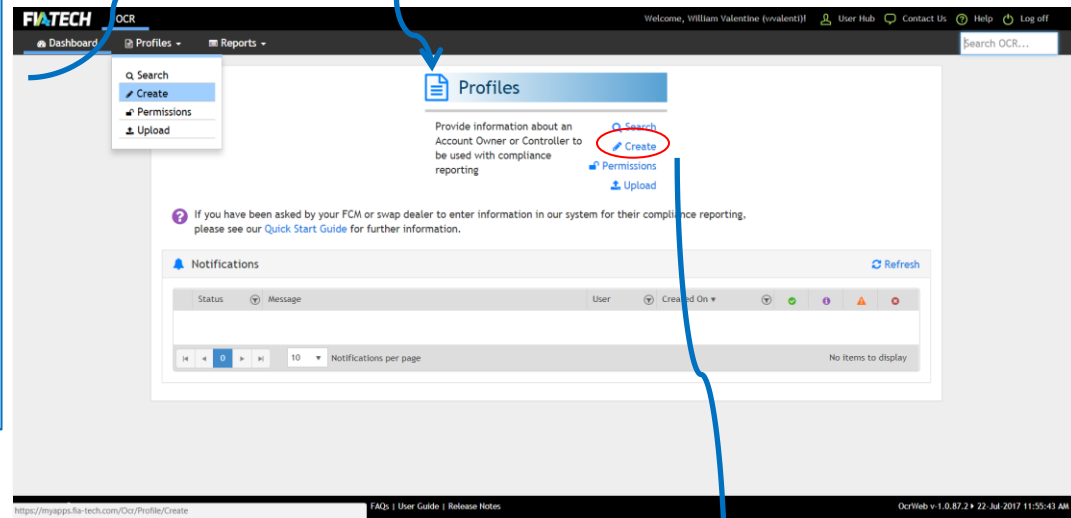 FIATECH OCR Welcome, William Valentine (vvalenti)! User Hub Contact Us Help Log off
Dashboard Profiles Reports Search OCR...
Search
Create
Permissions
Upload
Profiles
Provide information about an
Account Owner or Controller to
be used with compliance
reporting
Search
Create
Permissions
Upload
If you have been asked by your FCM or swap dealer to enter information in our system for their compliance reporting,
please see our Quick Start Guide for further information.
Notifications Refresh
Status Message User Created On
0 10 Notifications per page No items to display
https://myapps.fia-tech.com/Ocr/Profile/Create FAQs | User Guide | Release Notes OcrWeb v-1.0.87.2 22-Jul-2017 11:55:43 AM